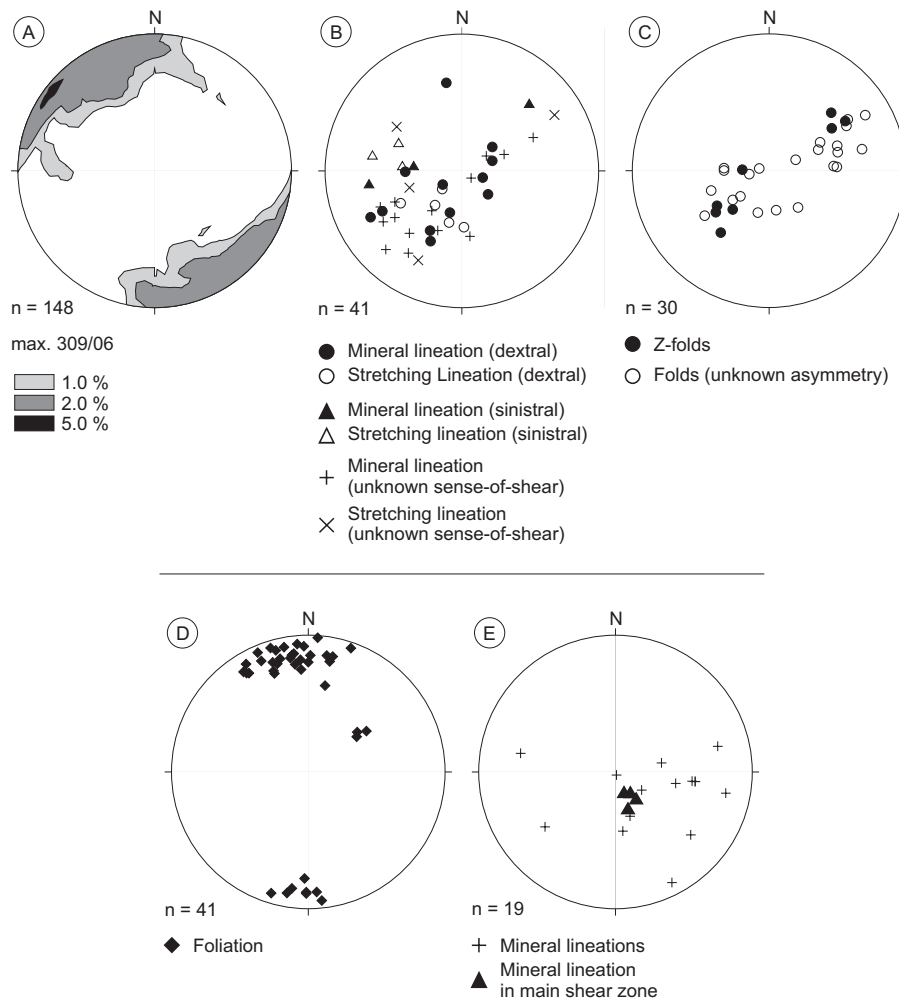 A
N
n = 148
max. 309/06
1.0 %
2.0 %
5.0 %
B
N
n = 41
Mineral lineation (dextral)
Stretching Lineation (dextral)
Mineral lineation (sinistral)
Stretching lineation (sinistral)
Mineral lineation
(unknown sense-of-shear)
Stretching lineation
(unknown sense-of-shear)
C
N
n = 30
Z-folds
Folds (unknown asymmetry)
D
N
n = 41
Foliation
E
N
n = 19
Mineral lineations
Mineral lineation
in main shear zone